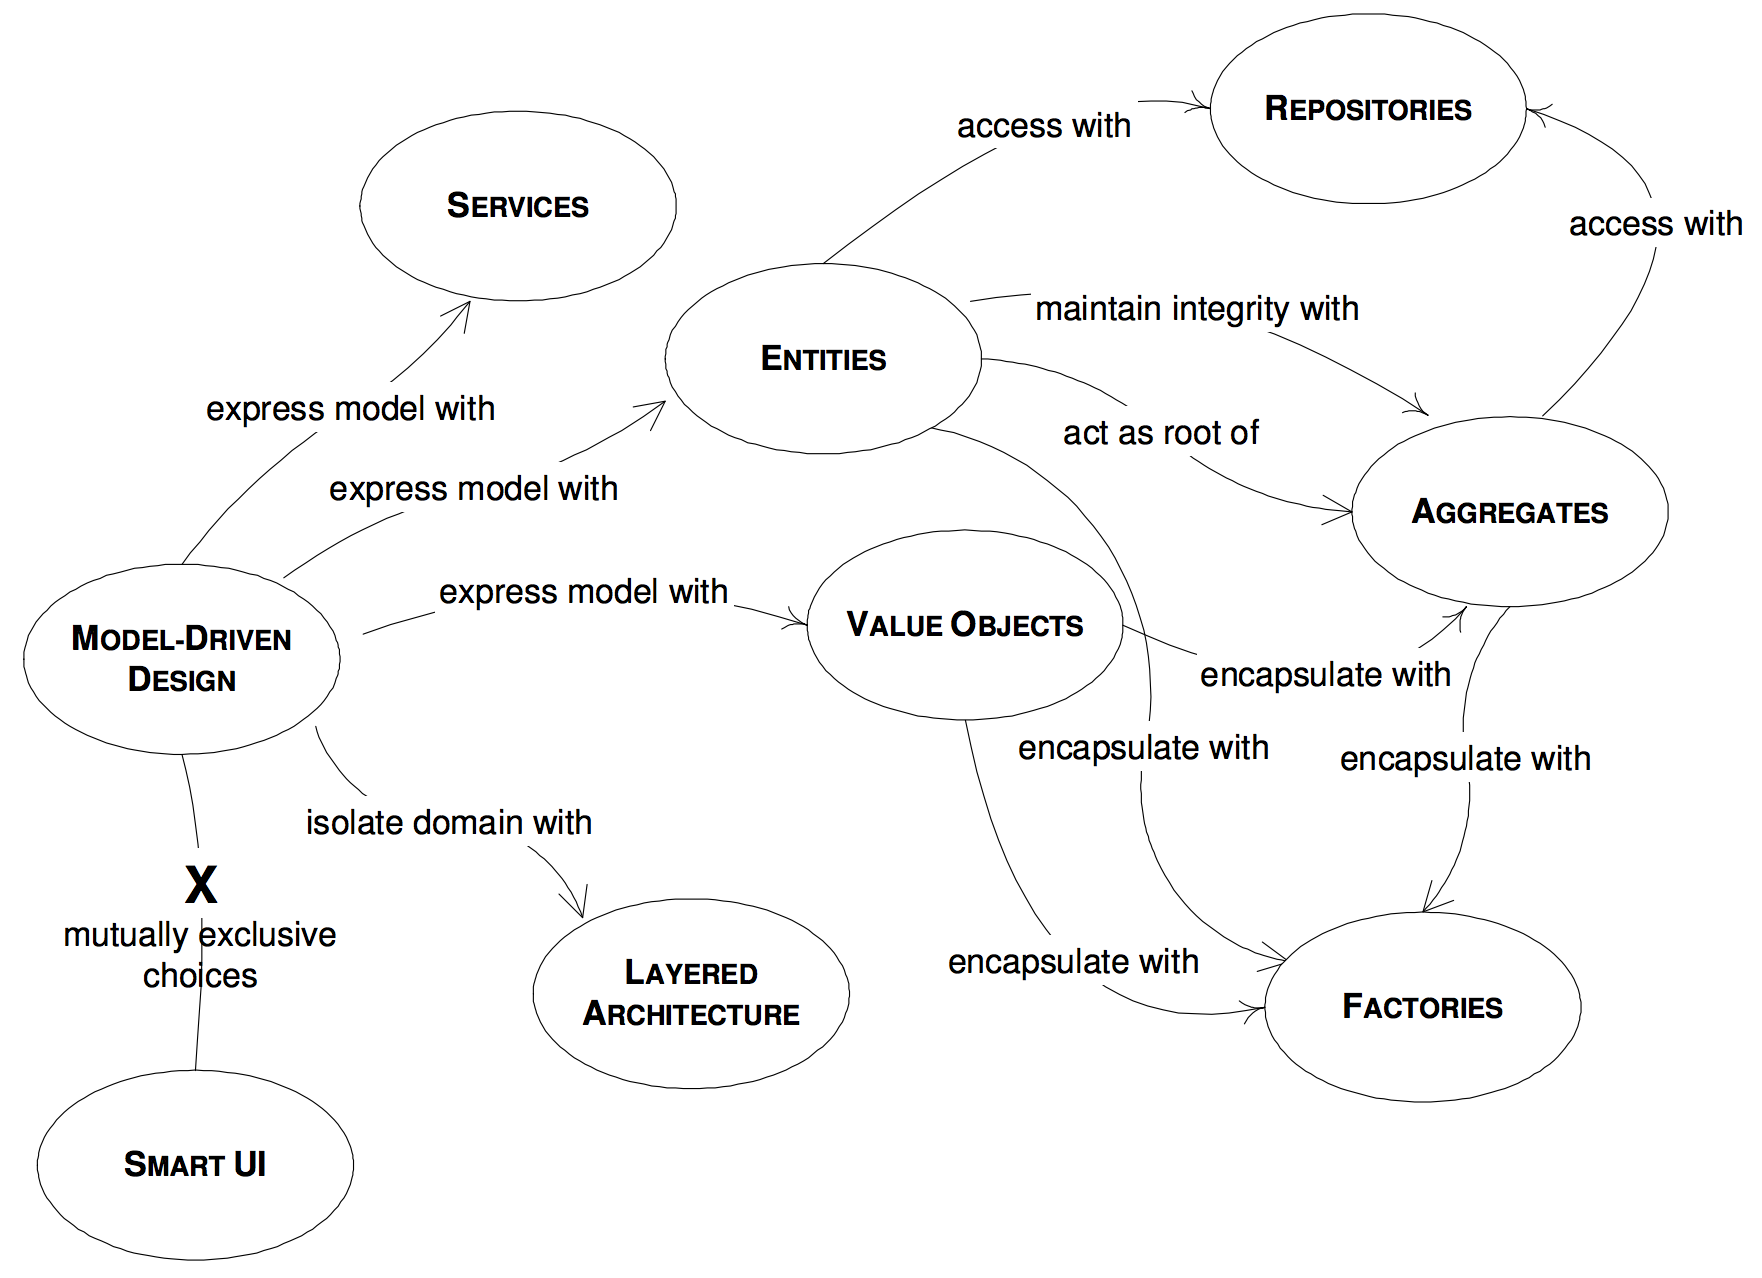 REPOSITORIES
access with
SERVICES
access with
maintain integrity with
ENTITIES
express model with
act as root of
express model with
AGGREGATES
express model with
VALUE OBJECTS
MODEL-DRIVEN
DESIGN
encapsulate with
encapsulate with
encapsulate with
isolate domain with
X
mutually exclusive
choices
encapsulate with
LAYERED
ARCHITECTURE
FACTORIES
SMART UI